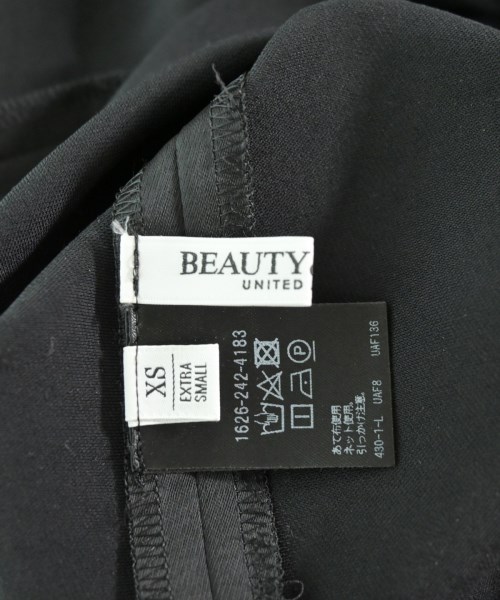 BEAUTY
UNITED
XS
EXTRA
SMALL
1626-242-4183
P
あて布使用
ネット使用。
引っかけ注意。
430-1-L UAF8 UAF136